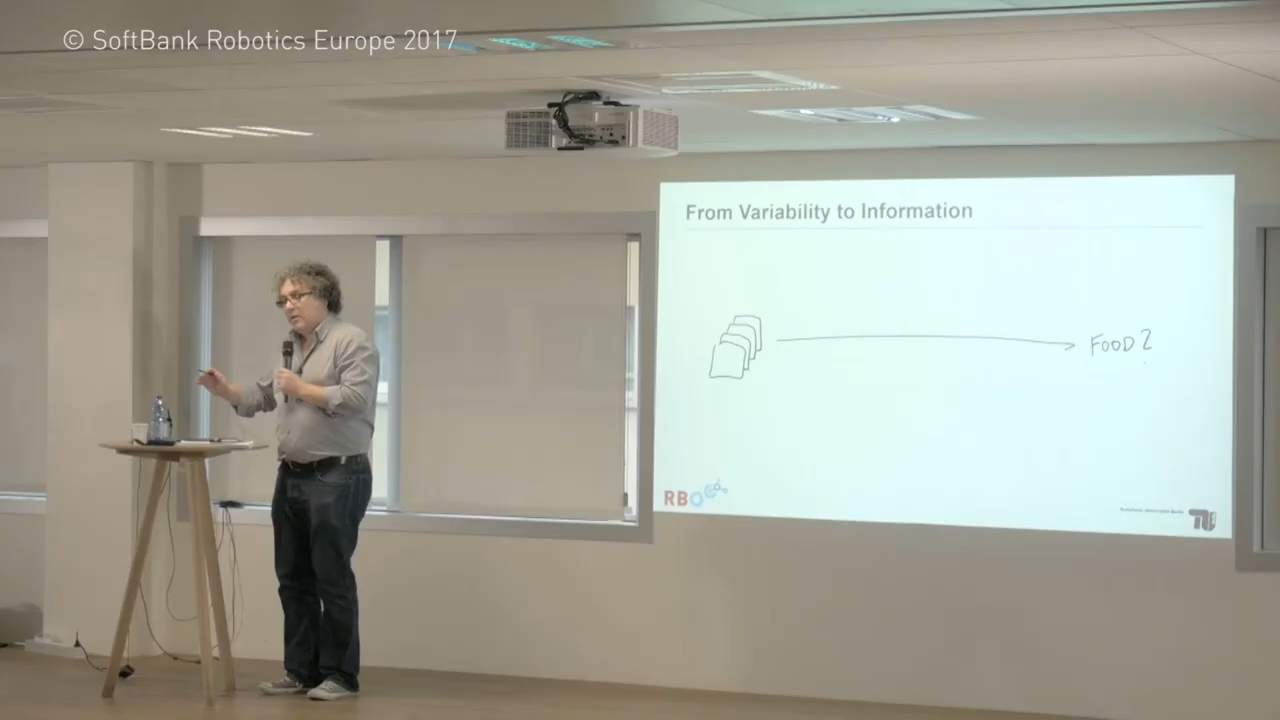 © SoftBank Robotics Europe 2017
From Variability to Information
FOOD?
RBO